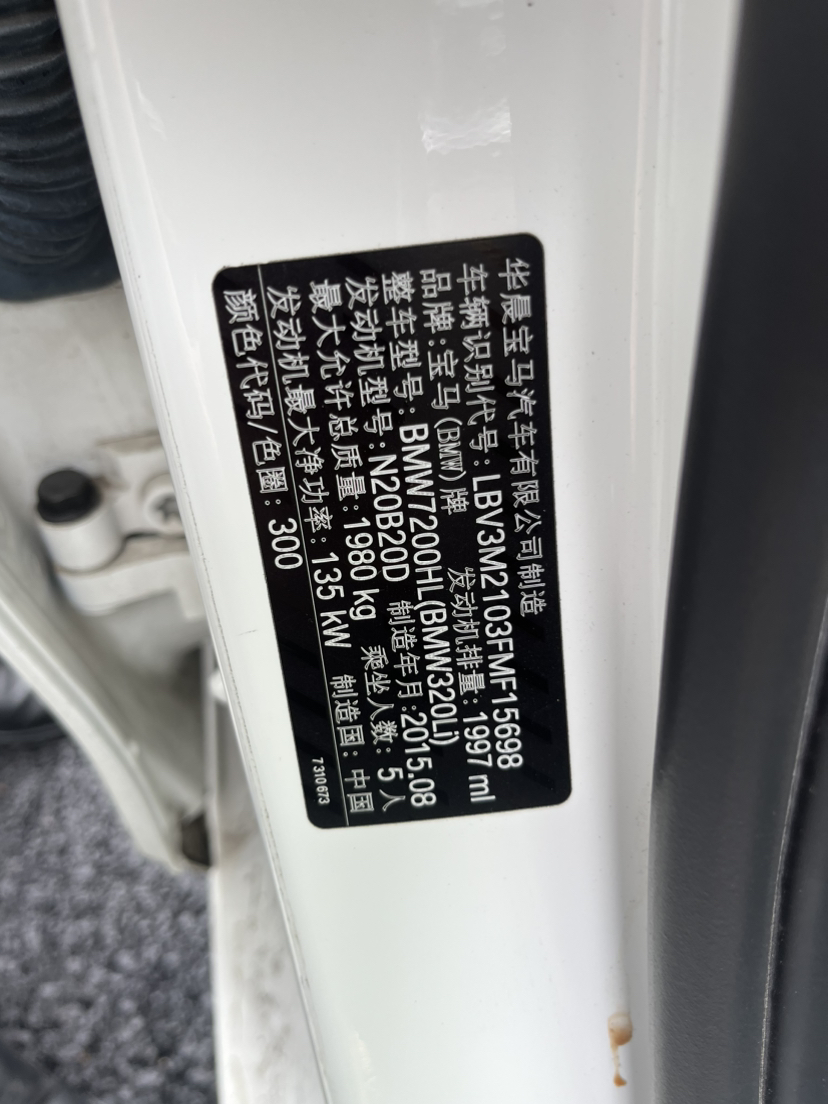 华晨宝马汽车有限公司制造
车辆识别代号:LBV3M2103FMF15698
品牌:宝马(BMW)牌 发动机排量:1997 ml
整车型号:BMW7200HL(BMW320Li)
发动机型号:N20B20D 制造年月:2015.08
最大允许总质量:1980 kg 乘坐人数:5人
发动机最大净功率:135 kW 制造国:中国
颜色代码/色圈:300 7310673